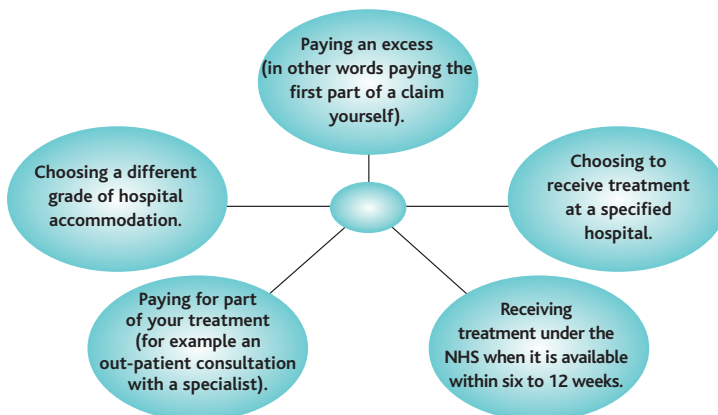 Paying an excess
(in other words paying the
first part of a claim
yourself).
Choosing a different
grade of hospital
accommodation.
Choosing to
receive treatment
at a specified
hospital.
Paying for part
of your treatment
(for example an
out-patient consultation
with a specialist).
Receiving
treatment under the
NHS when it is available
within six to 12 weeks.